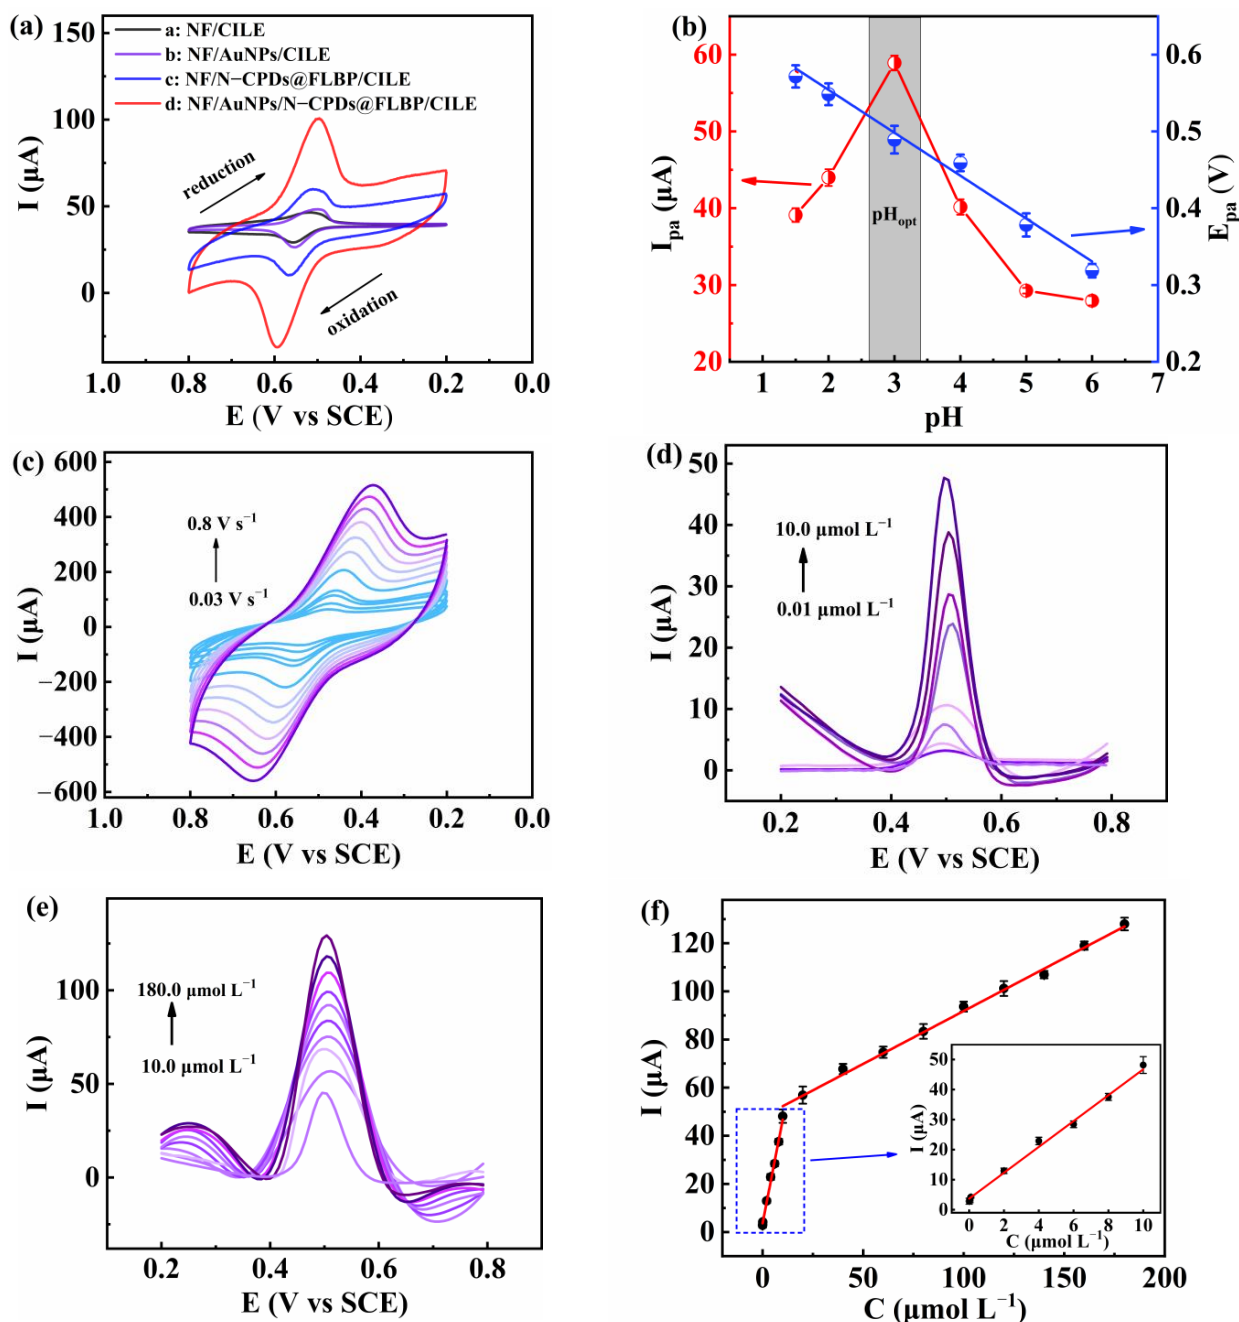 (a)
150
100
50
0
I (μA)
a: NF/CILE
b: NF/AuNPs/CILE
c: NF/N−CPDs@FLBP/CILE
d: NF/AuNPs/N−CPDs@FLBP/CILE
reduction
oxidation
1.0 0.8 0.6 0.4 0.2 0.0
E (V vs SCE)
(b)
60
50
40
30
20
Ipa (μA)
pHopt
0.6
0.5
0.4
0.3
0.2
Epa (V)
1 2 3 4 5 6 7
pH
(c)
600
400
200
0
−200
−400
−600
I (μA)
0.8 V s−1
0.03 V s−1
1.0 0.8 0.6 0.4 0.2 0.0
E (V vs SCE)
(d)
50
40
30
20
10
0
I (μA)
10.0 μmol L−1
0.01 μmol L−1
0.2 0.4 0.6 0.8
E (V vs SCE)
(e)
100
50
0
I (μA)
180.0 μmol L−1
10.0 μmol L−1
0.2 0.4 0.6 0.8
E (V vs SCE)
(f)
120
100
80
60
40
20
0
I (μA)
50
40
30
20
10
0
I (μA)
0 2 4 6 8 10
C (μmol L−1)
0 50 100 150 200
C (μmol L−1)